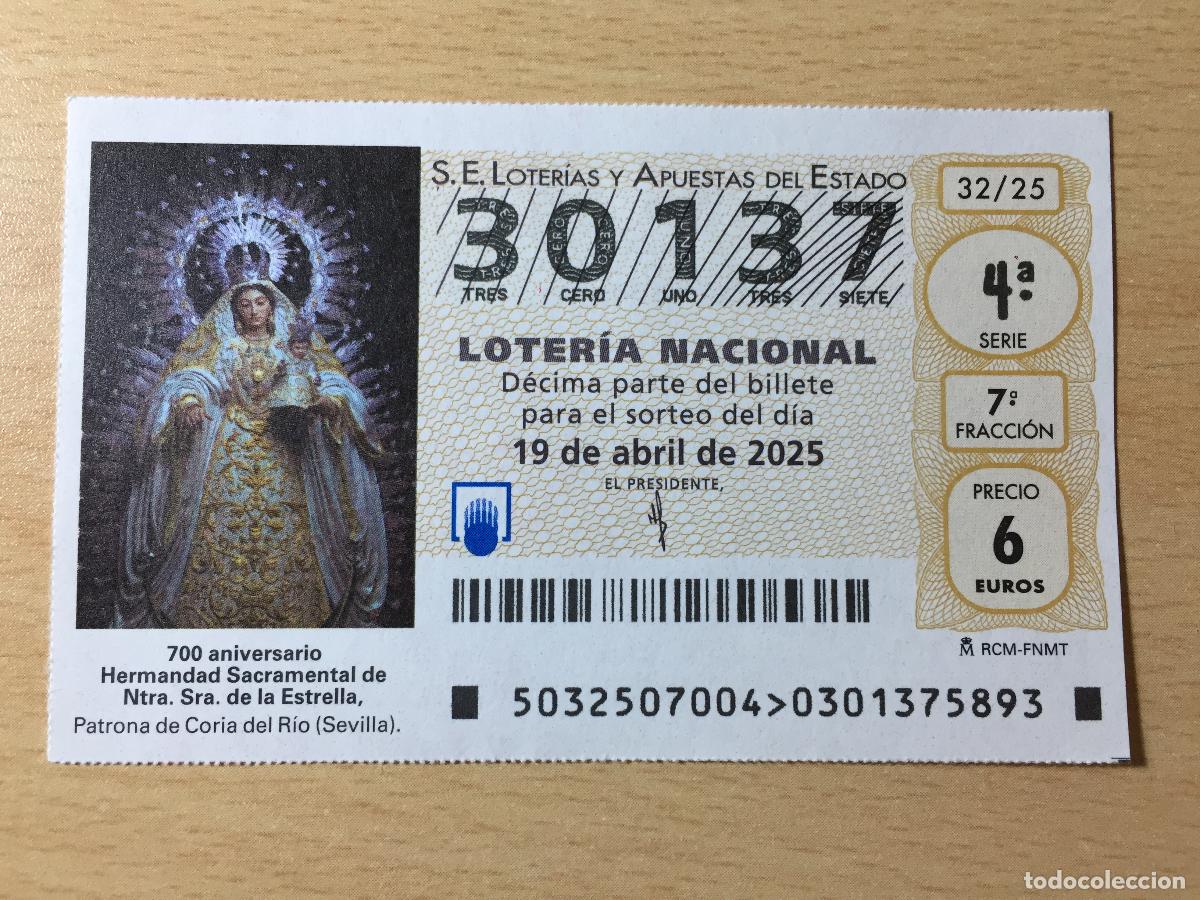 S.E. LOTERÍAS Y APUESTAS DEL ESTADO
30137
TRES CERO UNO TRES SIETE
LOTERÍA NACIONAL
Décima parte del billete
para el sorteo del día
19 de abril de 2025
EL PRESIDENTE,
32/25
4ª
SERIE
7ª
FRACCIÓN
PRECIO
6
EUROS
RCM-FNMT
700 aniversario
Hermandad Sacramental de
Ntra. Sra. de la Estrella,
Patrona de Coria del Río (Sevilla).
5032507004>0301375893
todocoleccion